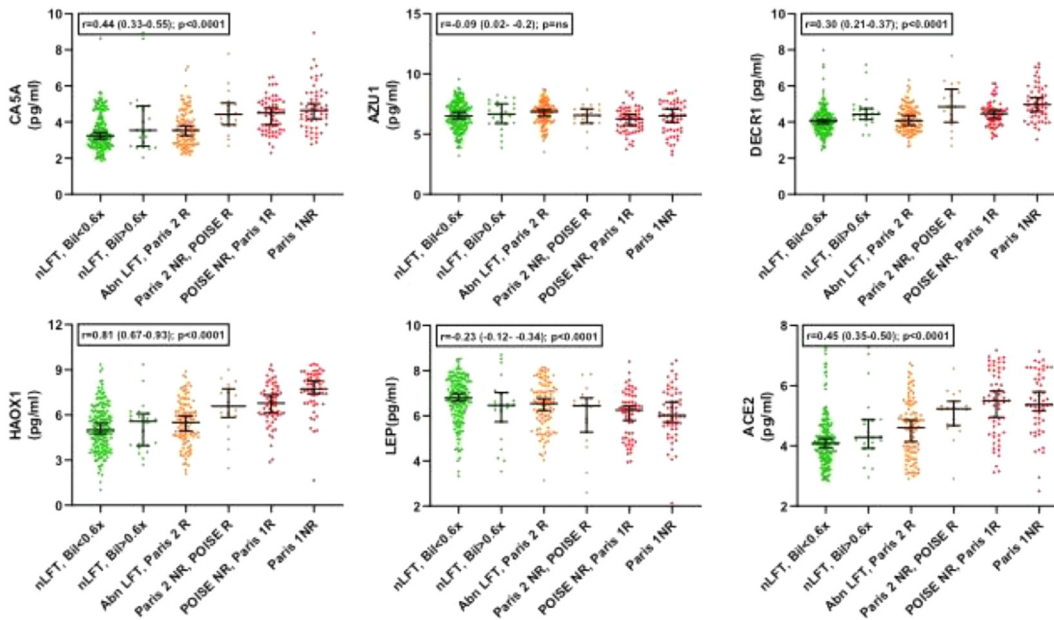 r=0.44 (0.33-0.55); p<0.0001
10
8
6
4
2
0
CA5A
(pg/ml)
nLFT, Bil<0.6x
nLFT, Bil>0.6x
Abn LFT, Paris 2 R
Paris 2 NR, POISE R
POISE NR, Paris 1R
Paris 1NR
r=-0.09 (0.02- -0.2); p=ns
15
10
5
0
AZU1
(pg/ml)
nLFT, Bil<0.6x
nLFT, Bil>0.6x
Abn LFT, Paris 2 R
Paris 2 NR, POISE R
POISE NR, Paris 1R
Paris 1NR
r=0.30 (0.21-0.37); p<0.0001
10
8
6
4
2
0
DECR1 (pg/ml)
nLFT, Bil<0.6x
nLFT, Bil>0.6x
Abn LFT, Paris 2 R
Paris 2 NR, POISE R
POISE NR, Paris 1R
Paris 1NR
r=0.81 (0.67-0.93); p<0.0001
12
9
6
3
0
HAOX1
(pg/ml)
nLFT, Bil<0.6x
nLFT, Bil>0.6x
Abn LFT, Paris 2 R
Paris 2 NR, POISE R
POISE NR, Paris 1R
Paris 1NR
r=-0.23 (-0.12- -0.34); p<0.0001
10
8
6
4
2
LEP(pg/ml)
nLFT, Bil<0.6x
nLFT, Bil>0.6x
Abn LFT, Paris 2 R
Paris 2 NR, POISE R
POISE NR, Paris 1R
Paris 1NR
r=0.45 (0.35-0.50); p<0.0001
8
6
4
2
ACE2
(pg/ml)
nLFT, Bil<0.6x
nLFT, Bil>0.6x
Abn LFT, Paris 2 R
Paris 2 NR, POISE R
POISE NR, Paris 1R
Paris 1NR